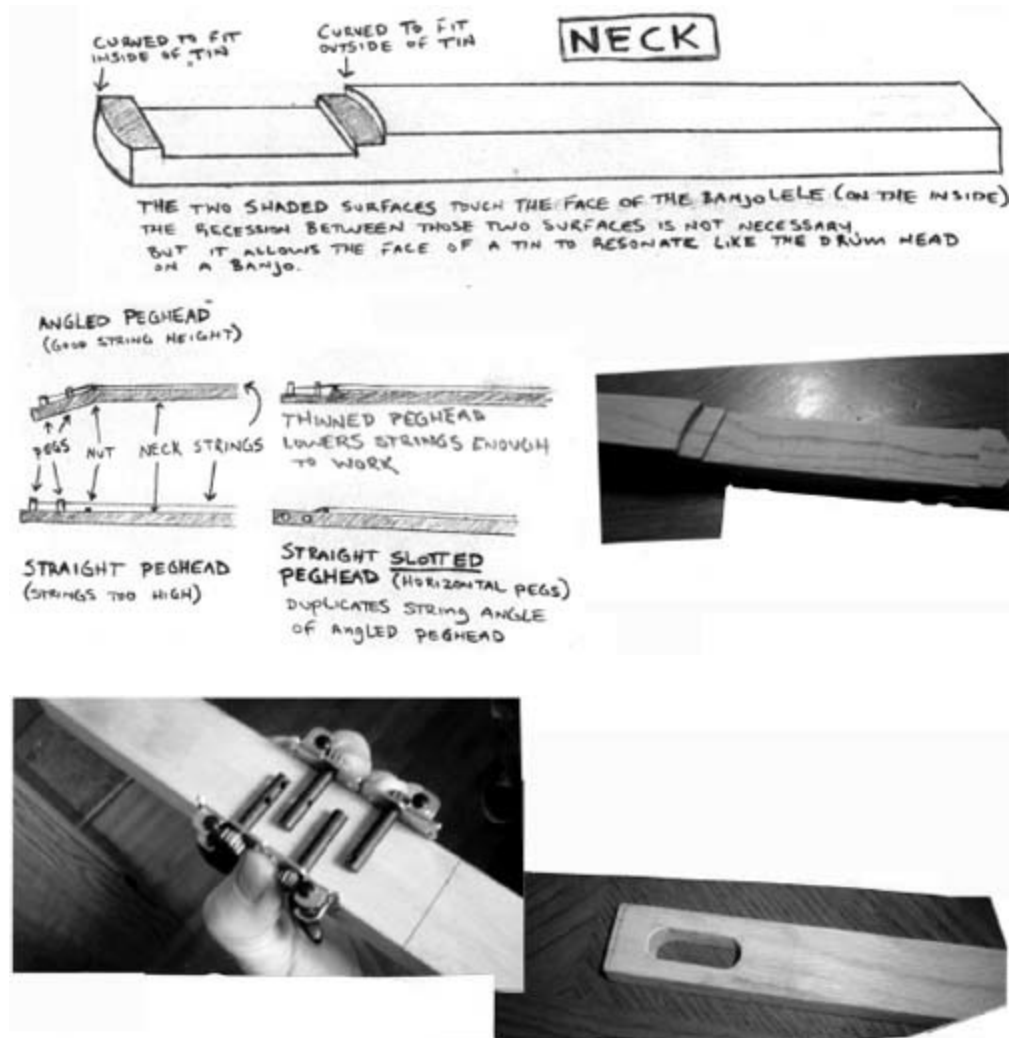 CURVED TO FIT
INSIDE OF TIN
CURVED TO FIT
OUTSIDE OF TIN
NECK
THE TWO SHADED SURFACES TOUCH THE FACE OF THE BANJOLELE (ON THE INSIDE)
THE RECESSION BETWEEN THOSE TWO SURFACES IS NOT NECESSARY,
BUT IT ALLOWS THE FACE OF A TIN TO RESONATE LIKE THE DRUM HEAD
ON A BANJO.
ANGLED PEGHEAD
(GOOD STRING HEIGHT)
PEGS NUT NECK STRINGS
STRAIGHT PEGHEAD
(STRINGS TOO HIGH)
THINNED PEGHEAD
LOWERS STRINGS ENOUGH
TO WORK
STRAIGHT SLOTTED
PEGHEAD (HORIZONTAL PEGS)
DUPLICATES STRING ANGLE
OF ANGLED PEGHEAD